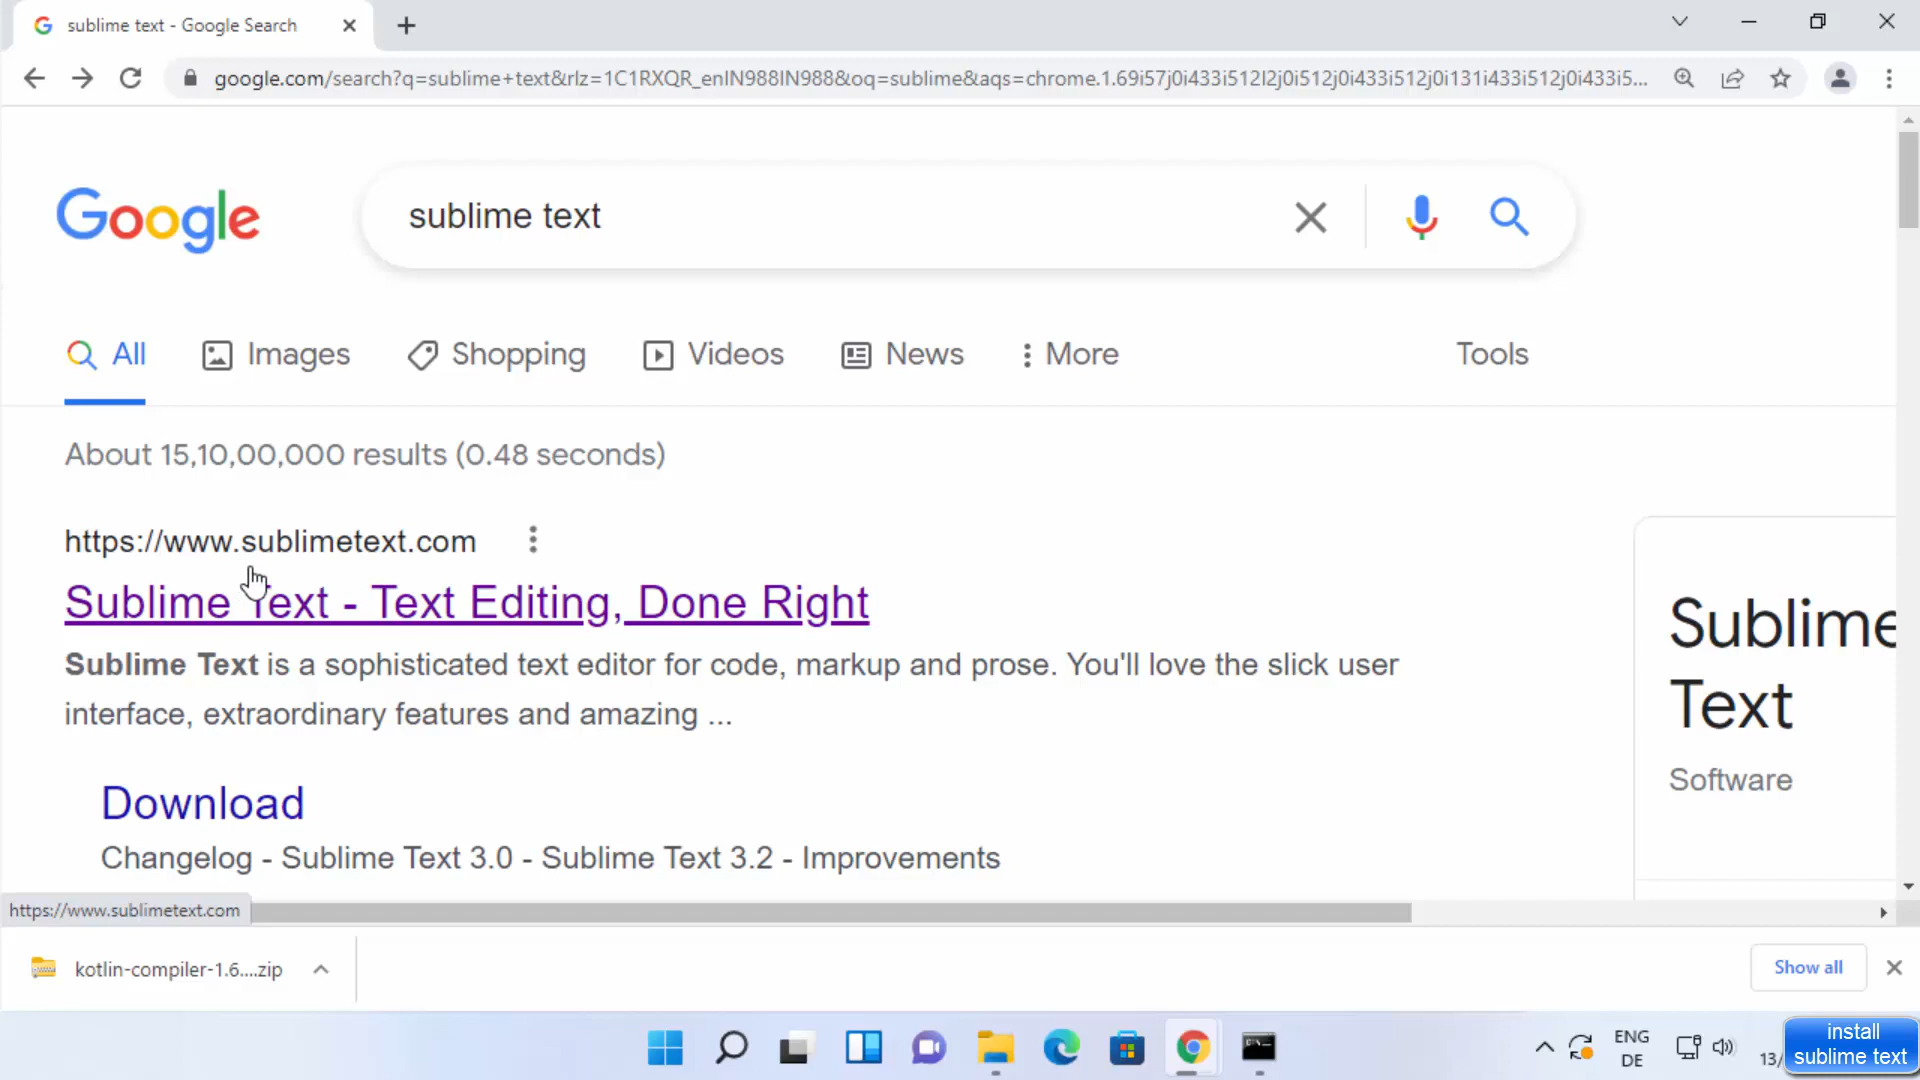 sublime text - Google Search
google.com/search?q=sublime+text&rlz=1C1RXQR_enIN988IN988&oq=sublime&aqs=chrome.1.69i57j0i433i512l2j0i512j0i433i512j0i131i433i512j0i433i5...
Google
sublime text
All Images Shopping Videos News More Tools
About 15,10,00,000 results (0.48 seconds)
https://www.sublimetext.com
Sublime Text - Text Editing, Done Right
Sublime Text is a sophisticated text editor for code, markup and prose. You'll love the slick user
interface, extraordinary features and amazing ...
Download
Changelog - Sublime Text 3.0 - Sublime Text 3.2 - Improvements
Sublime
Text
Software
https://www.sublimetext.com
kotlin-compiler-1.6....zip
Show all
ENG
DE
13/
install
sublime text